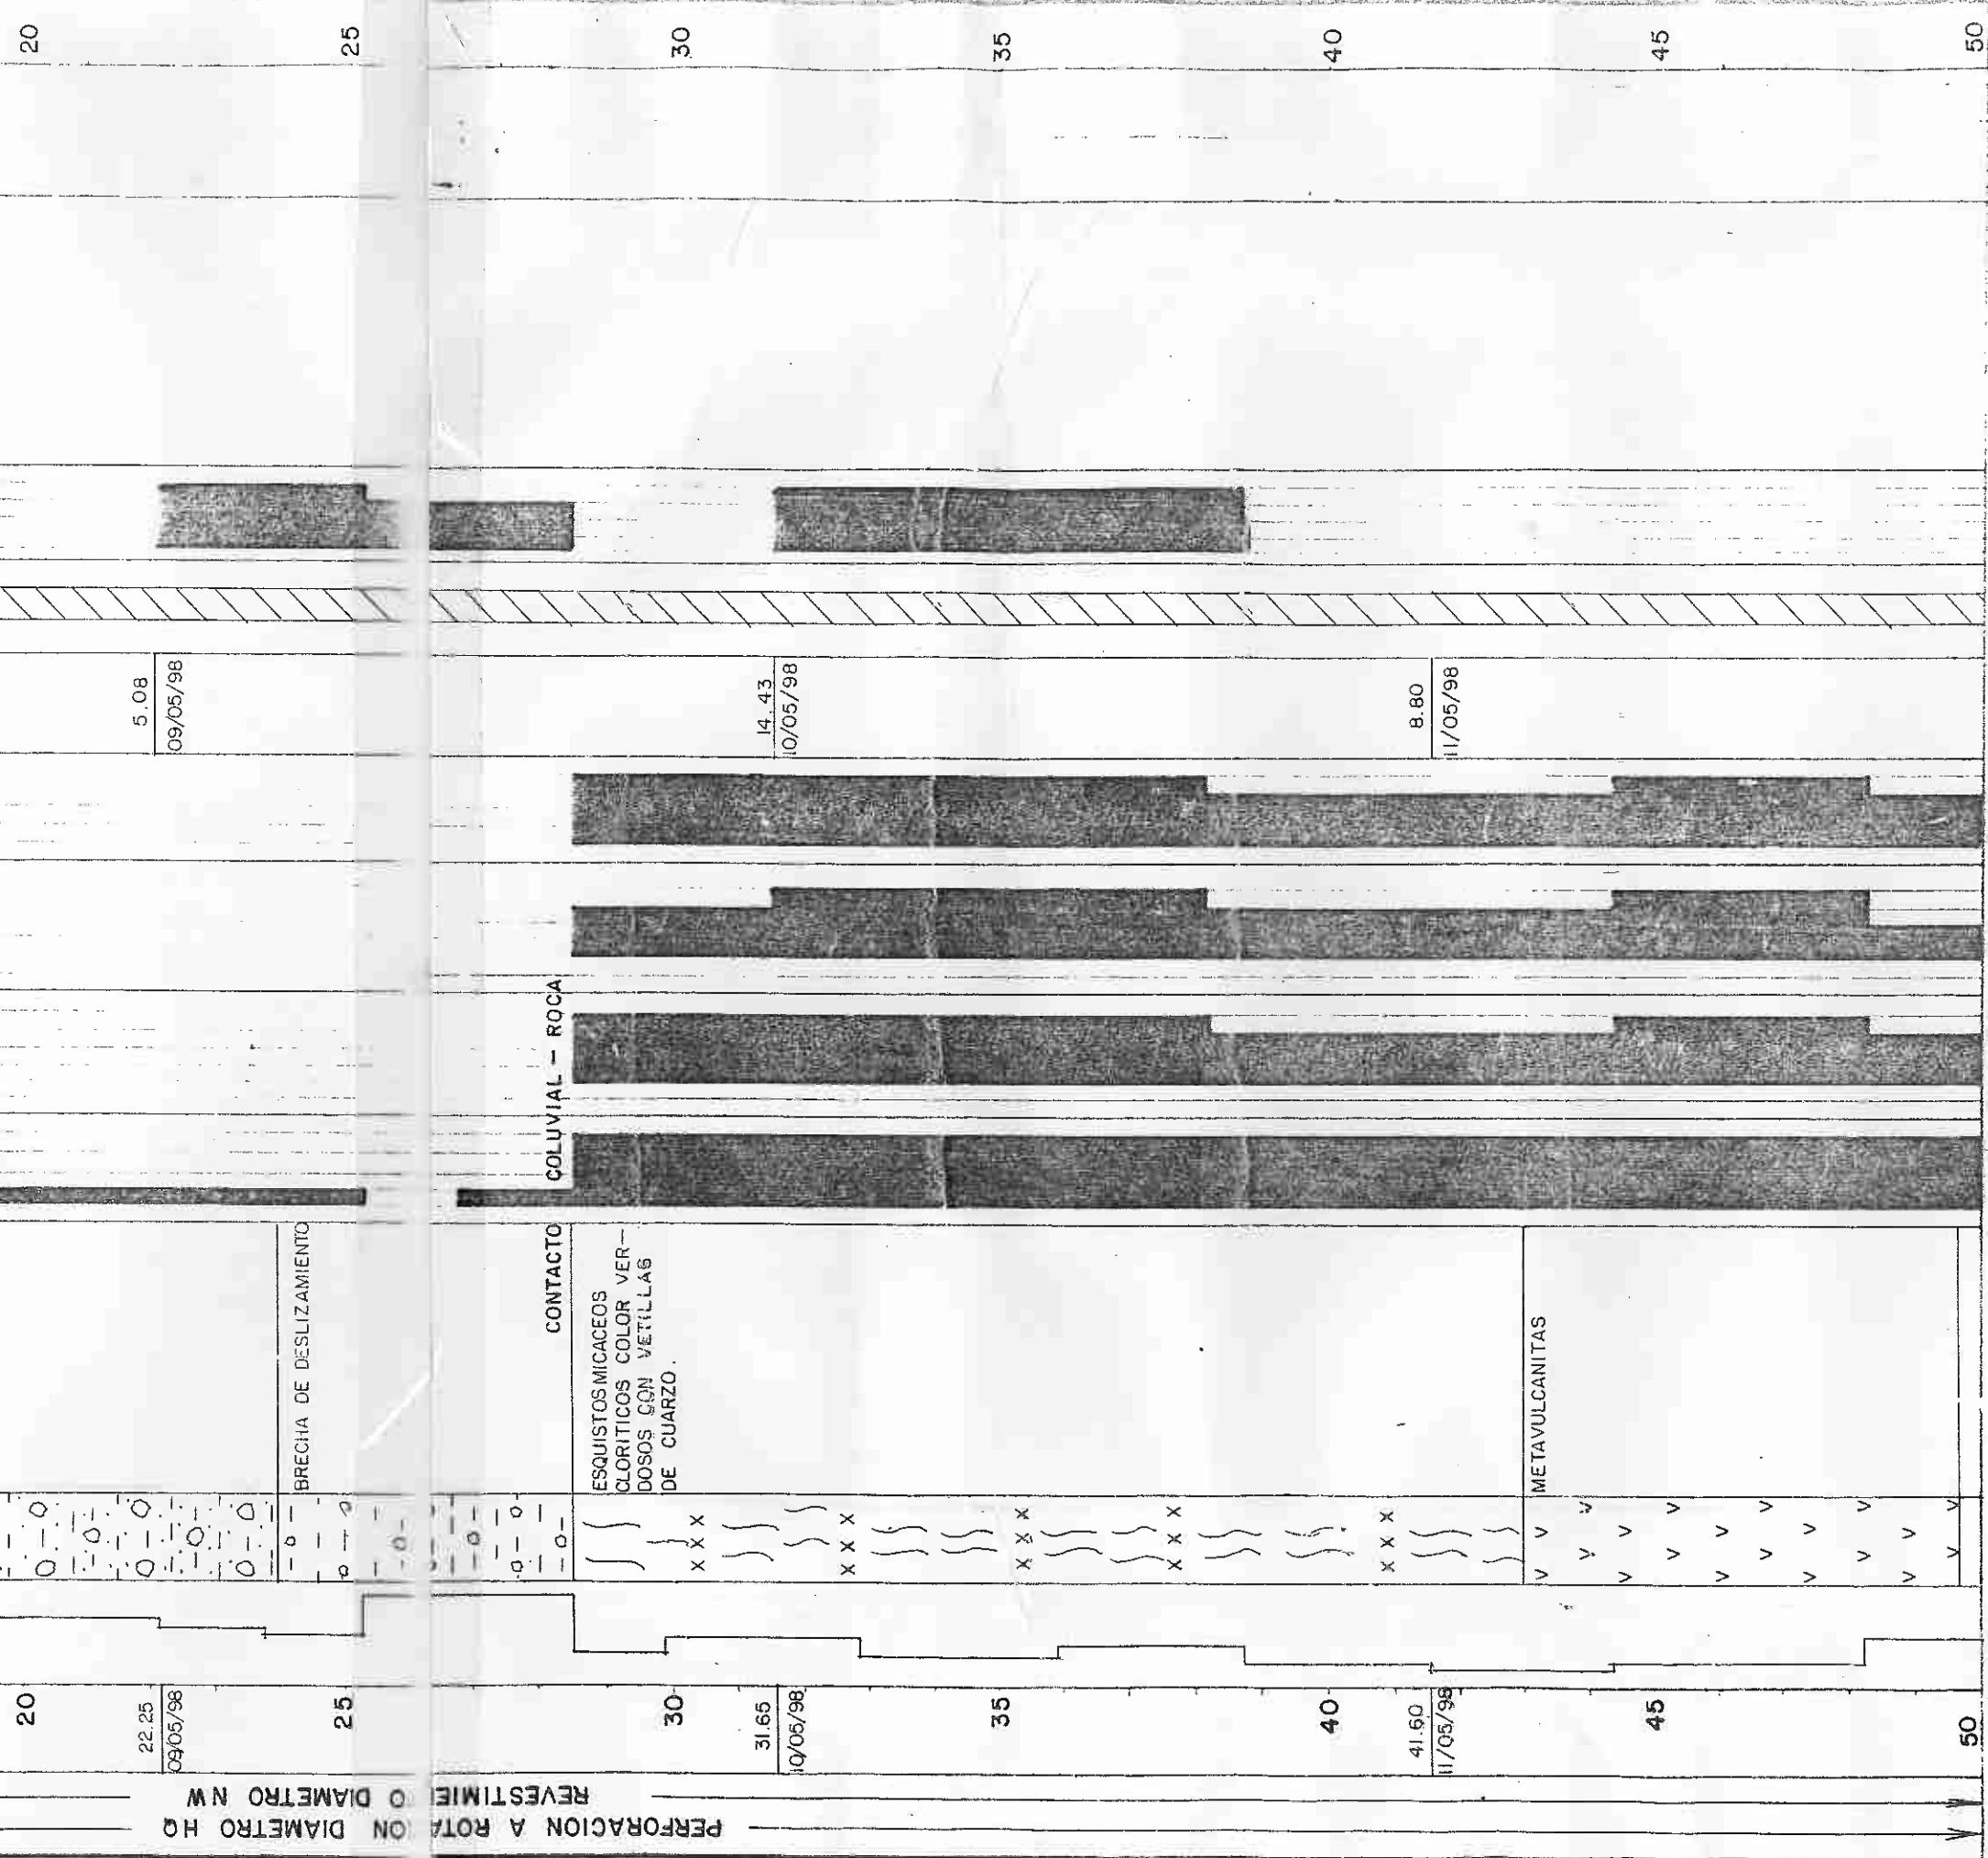 20
25
30
35
40
45
50
5.08
09/05/98
14.43
10/05/98
8.80
11/05/98
CONTACTO COLUVIAL — ROCA
BRECHA DE DESLIZAMIENTO
ESQUISTOS MICACEOS
CLORITICOS COLOR VER—
DOSOS CON VETILLAS
DE CUARZO.
METAVULCANITAS
20
22.25
09/05/98
25
30
31.65
10/05/98
35
40
41.60
11/05/98
45
50
REVESTIMIE O DIAMETRO NW
PERFORACION A ROTA ON DIAMETRO HQ